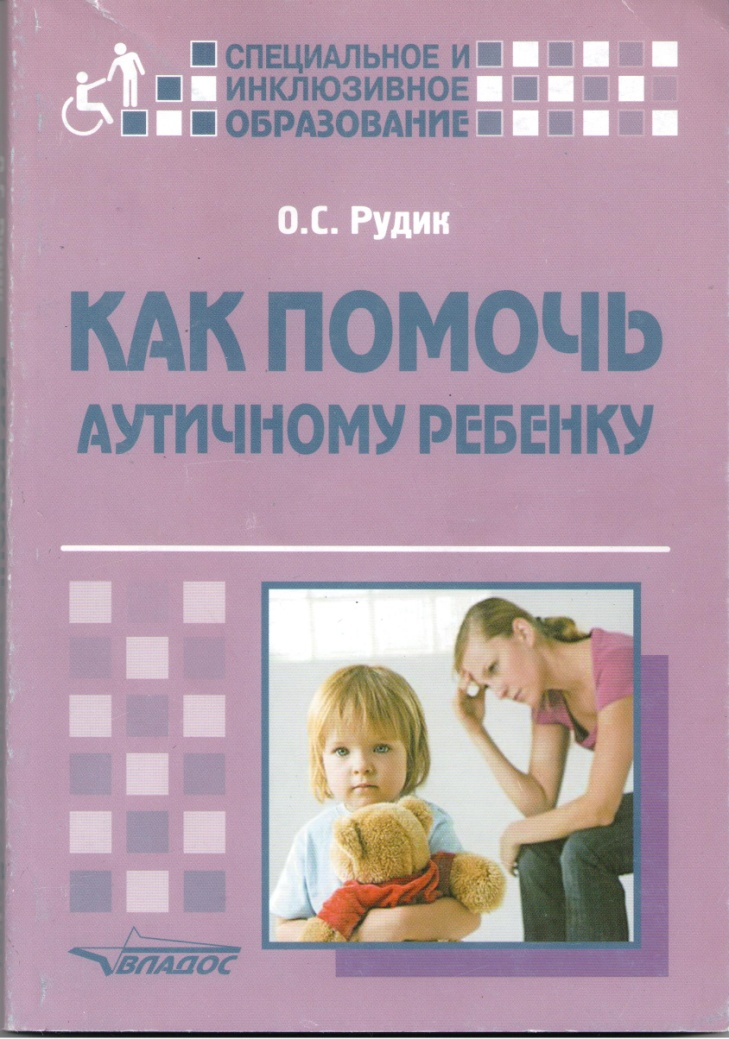 СПЕЦИАЛЬНОЕ И
ИНКЛЮЗИВНОЕ
ОБРАЗОВАНИЕ
О.С. Рудик
КАК ПОМОЧЬ
АУТИЧНОМУ РЕБЕНКУ
ВЛАДОС